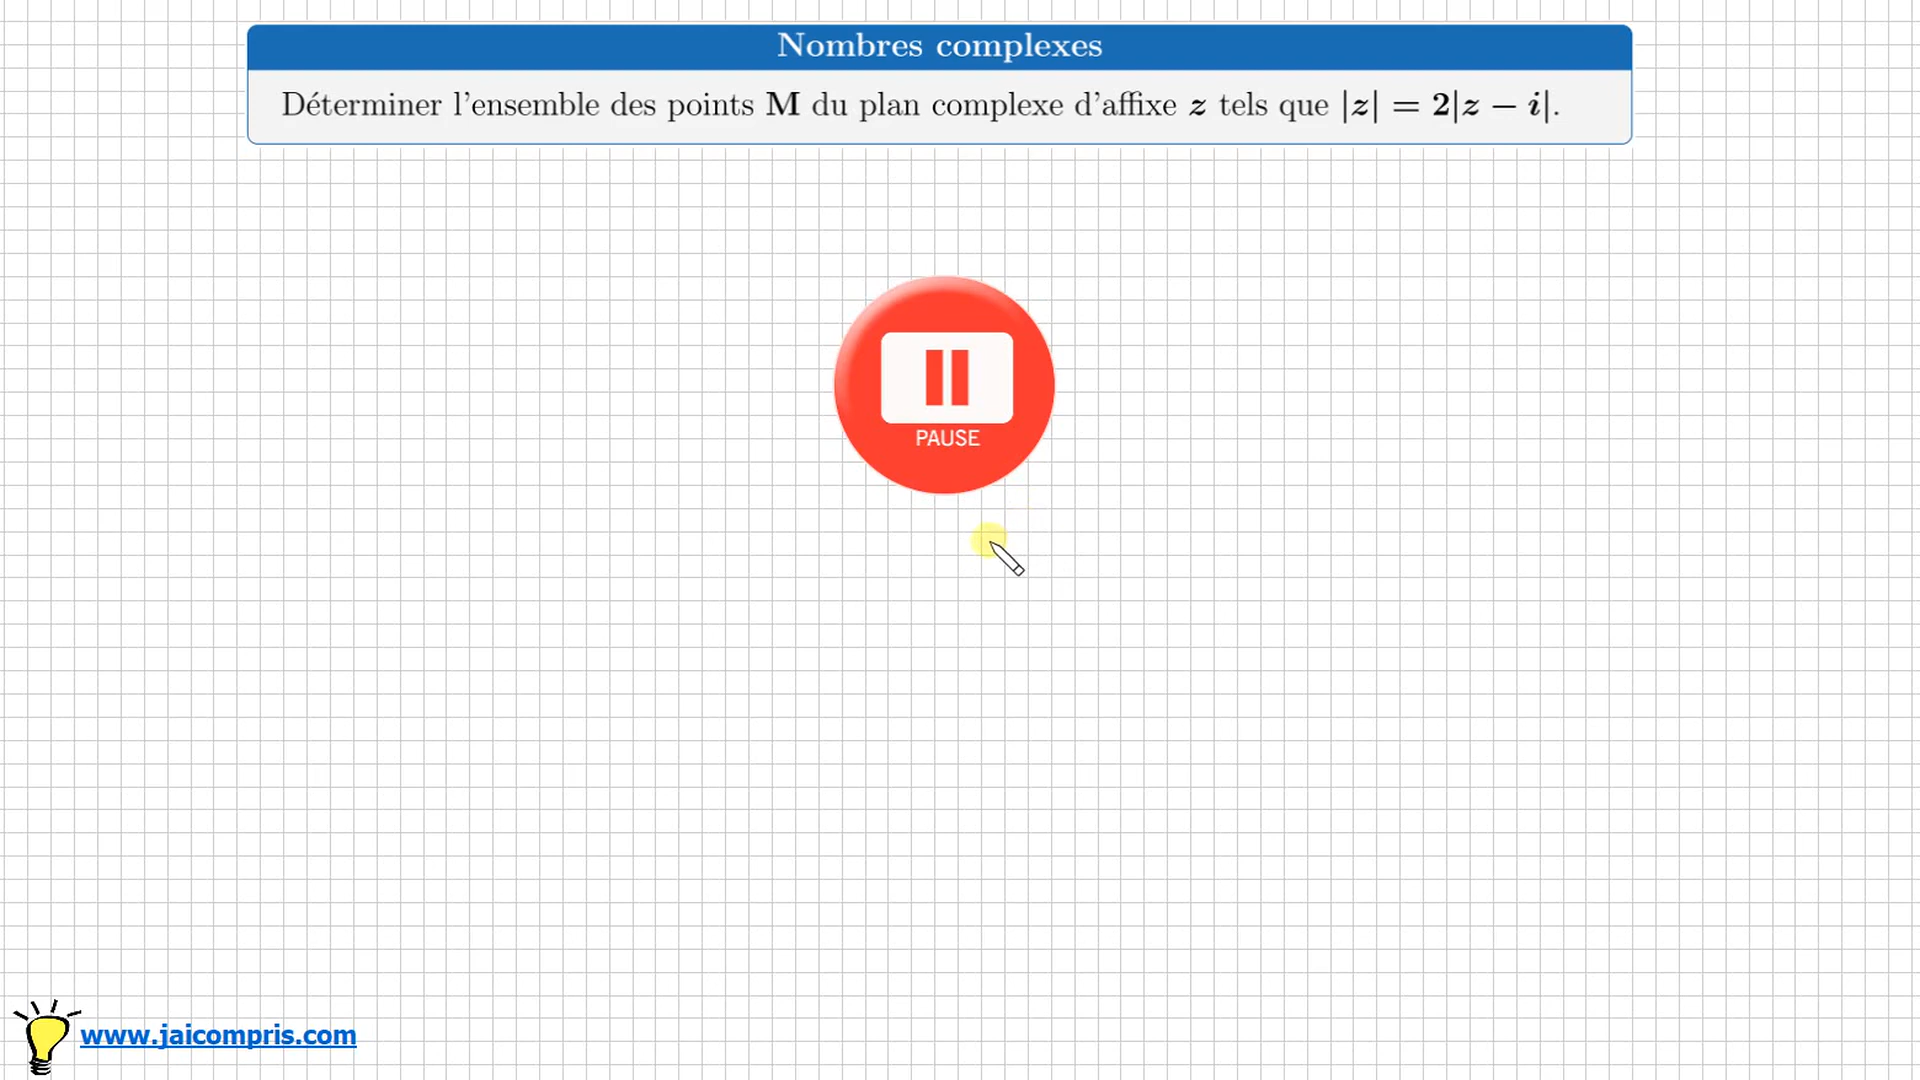 Nombres complexes
Déterminer l'ensemble des points M du plan complexe d'affixe z tels que |z| = 2|z − i|.
PAUSE
www.jaicompris.com